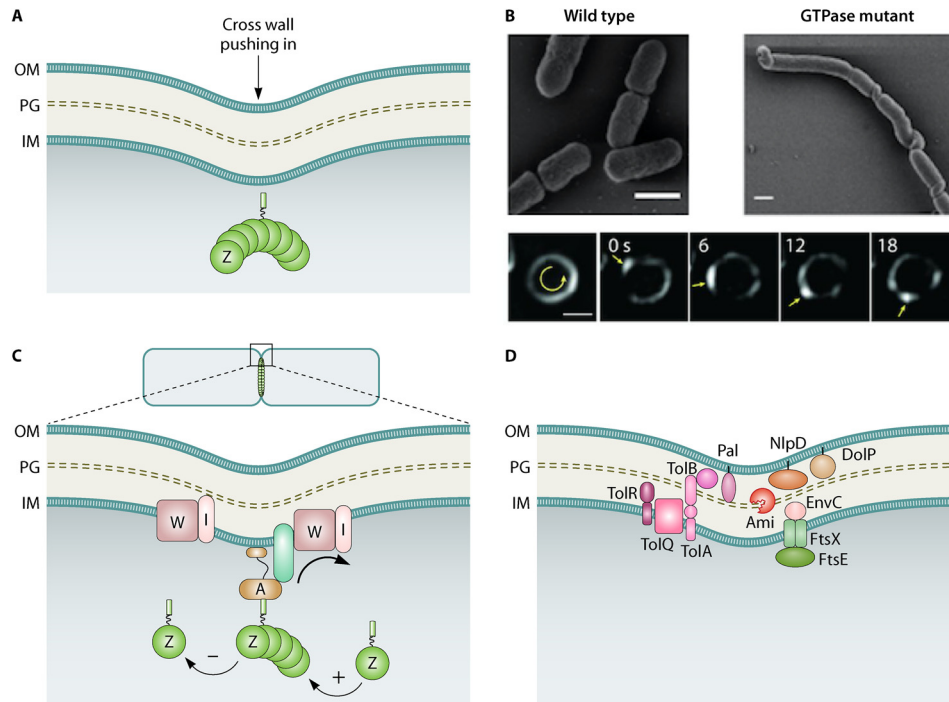 A
Cross wall
pushing in
OM
PG
IM
Z
B
Wild type
GTPase mutant
0 s
6
12
18
C
OM
PG
IM
W
I
W
I
A
Z
−
Z
+
Z
D
OM
PG
IM
Pal
NlpD
DolP
TolB
TolR
EnvC
Ami
FtsX
TolQ
TolA
FtsE